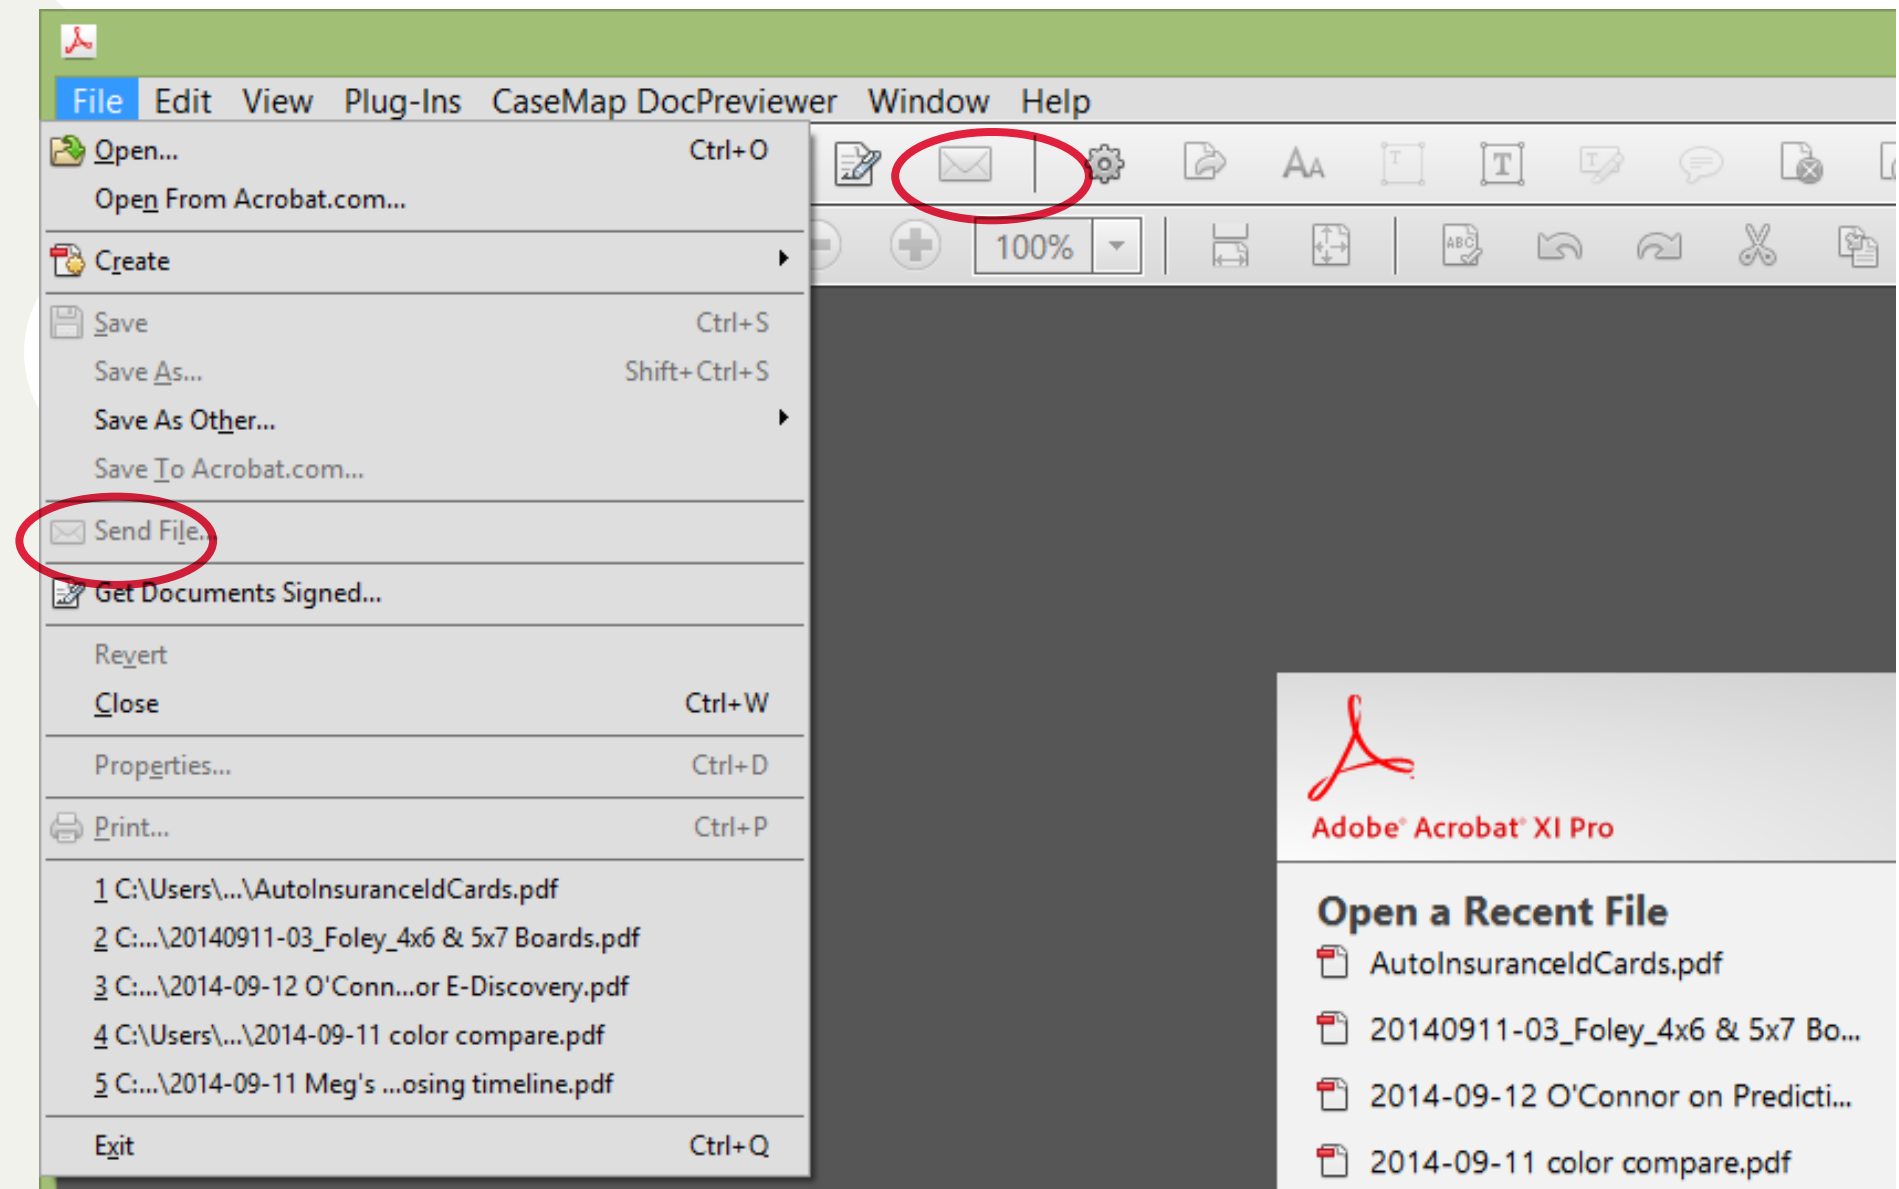 File Edit View Plug-Ins CaseMap DocPreviewer Window Help
Open... Ctrl+O
Open From Acrobat.com...
Create
Save Ctrl+S
Save As... Shift+Ctrl+S
Save As Other...
Save To Acrobat.com...
Send File...
Get Documents Signed...
Revert
Close Ctrl+W
Properties... Ctrl+D
Print... Ctrl+P
1 C:\Users\...\AutoInsuranceIdCards.pdf
2 C:...\20140911-03_Foley_4x6 & 5x7 Boards.pdf
3 C:...\2014-09-12 O'Conn...or E-Discovery.pdf
4 C:\Users\...\2014-09-11 color compare.pdf
5 C:...\2014-09-11 Meg's ...osing timeline.pdf
Exit Ctrl+Q
AA T T T
100% ABC
Adobe® Acrobat® XI Pro
Open a Recent File
AutoInsuranceIdCards.pdf
20140911-03_Foley_4x6 & 5x7 Bo...
2014-09-12 O'Connor on Predicti...
2014-09-11 color compare.pdf